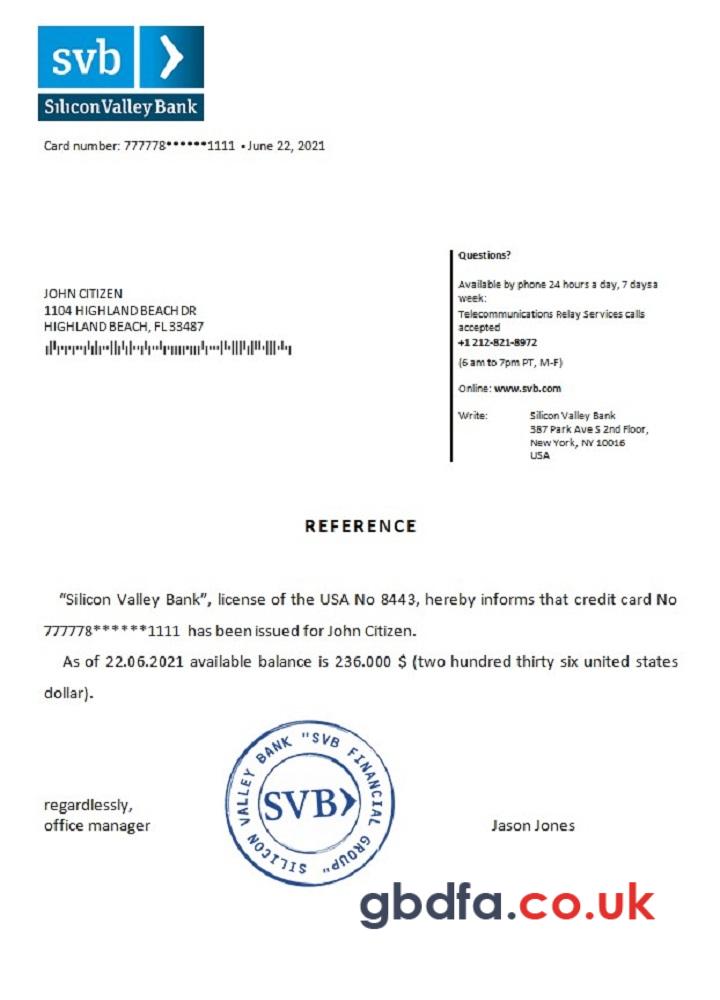 svb
Silicon Valley Bank
Card number: 777778******1111 • June 22, 2021
Questions?
Available by phone 24 hours a day, 7 daysa
week:
Telecommunications Relay Services calls
accepted
+1 212-821-8972
(6 am to 7pm PT, M-F)
Online: www.svb.com
Write: Silicon Valley Bank
387 Park Ave S 2nd Floor,
New York, NY 10016
USA
JOHN CITIZEN
1104 HIGHLAND BEACH DR
HIGHLAND BEACH, FL 33487
REFERENCE
“Silicon Valley Bank”, license of the USA No 8443, hereby informs that credit card No
777778******1111 has been issued for John Citizen.
As of 22.06.2021 available balance is 236.000 $ (two hundred thirty six united states
dollar).
regardlessly,
office manager
SILICON VALLEY BANK "SVB FINANCIAL GROUP"
SVB
Jason Jones
gbdfa.co.uk